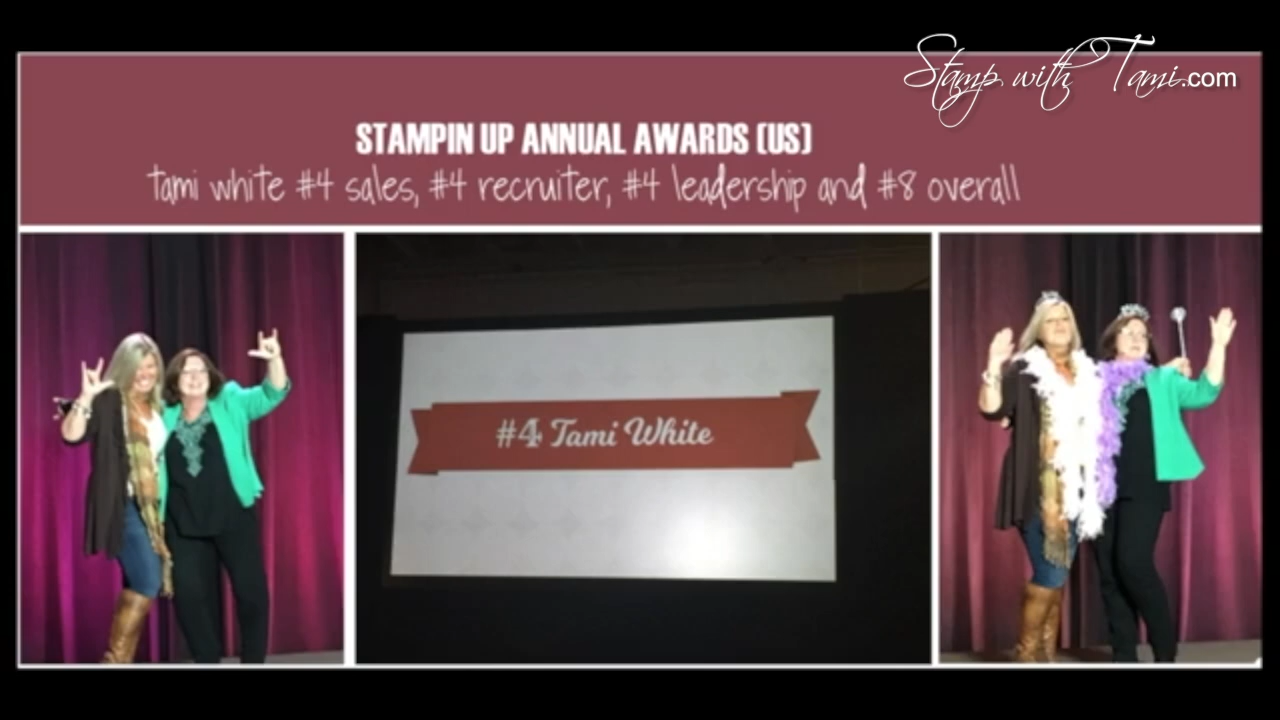 Stamp with Tami.com
STAMPIN UP ANNUAL AWARDS (US)
tami white #4 sales, #4 recruiter, #4 leadership and #8 overall
#4 Tami White